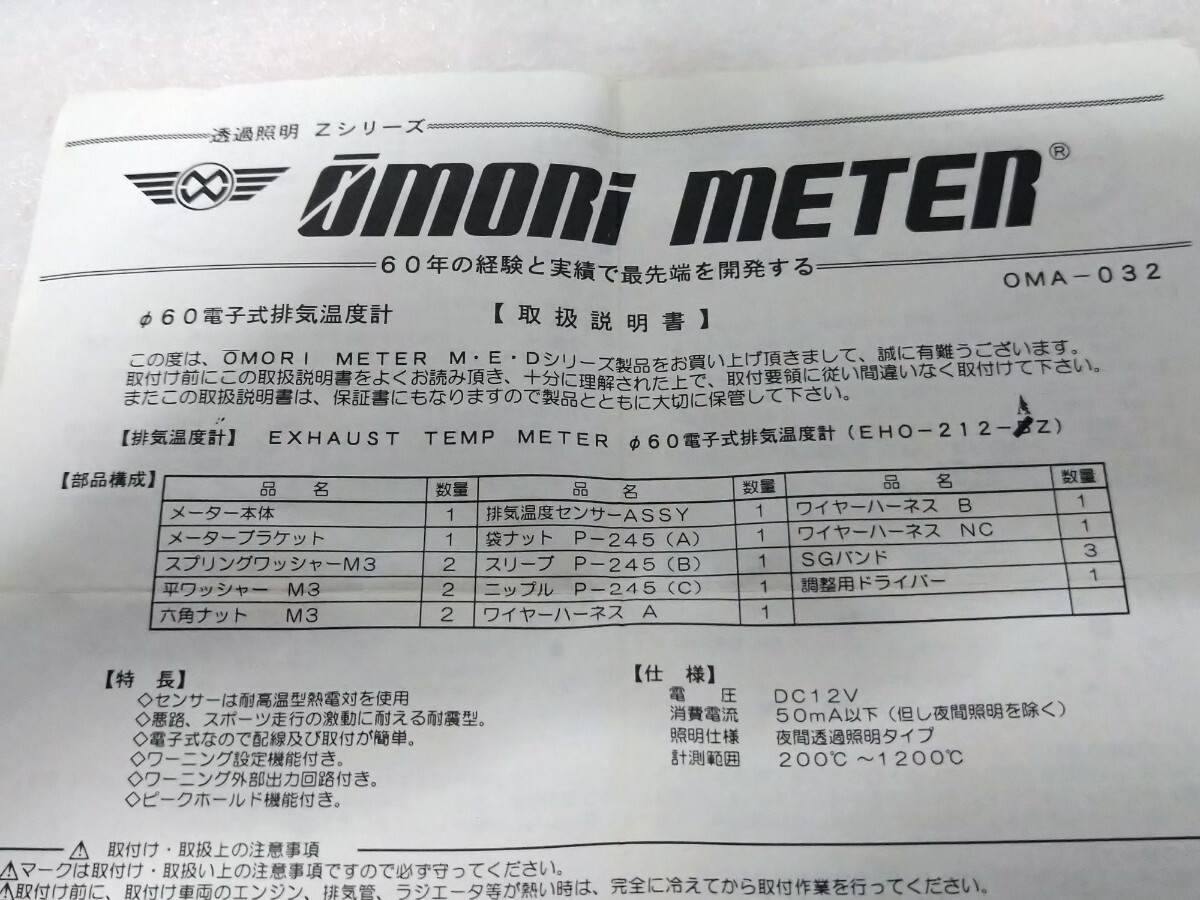 透過照明 Zシリーズ
ŌMORi METER®
60年の経験と実績で最先端を開発する
OMA-032
φ60電子式排気温度計 【取扱説明書】
この度は、ŌMORI METER M・E・Dシリーズ製品をお買い上げ頂きまして、誠に有難うございます。
取付け前にこの取扱説明書をよくお読み頂き、十分に理解された上で、取付要領に従い間違いなく取付けて下さい。
またこの取扱説明書は、保証書にもなりますので製品とともに大切に保管して下さい。
【排気温度計】 EXHAUST TEMP METER φ60電子式排気温度計(EHO-212-Z)
【部品構成】
品名 数量 品名 数量 品名 数量
メーター本体 1 排気温度センサーASSY 1 ワイヤーハーネス B 1
メーターブラケット 1 袋ナット P-245(A) 1 ワイヤーハーネス NC 1
スプリングワッシャーM3 2 スリーブ P-245(B) 1 SGバンド 3
平ワッシャー M3 2 ニップル P-245(C) 1 調整用ドライバー 1
六角ナット M3 2 ワイヤーハーネス A 1
【特長】
◇センサーは耐高温型熱電対を使用
◇悪路、スポーツ走行の激動に耐える耐震型。
◇電子式なので配線及び取付が簡単。
◇ワーニング設定機能付き。
◇ワーニング外部出力回路付き。
◇ピークホールド機能付き。
【仕様】
電圧 DC12V
消費電流 50mA以下(但し夜間照明を除く)
照明仕様 夜間透過照明タイプ
計測範囲 200℃~1200℃
⚠ 取付け・取扱上の注意事項
⚠マークは取付け・取扱い上の注意事項ですので必ず守ってください。
⚠取付け前に、取付け車両のエンジン、排気管、ラジエータ等が熱い時は、完全に冷えてから取付作業を行ってください。